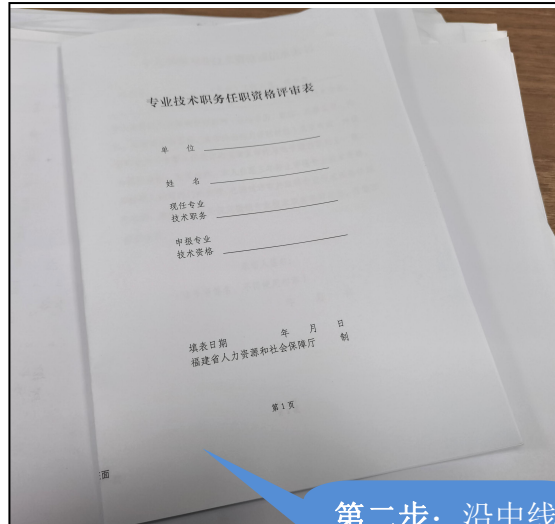 专业技术职务任职资格评审表
单 位
姓 名
现任专业
技术职务
申报专业
技术资格
填表日期 年 月 日
福建省人力资源和社会保障厅 制
第1页
面
第二步：沿中线